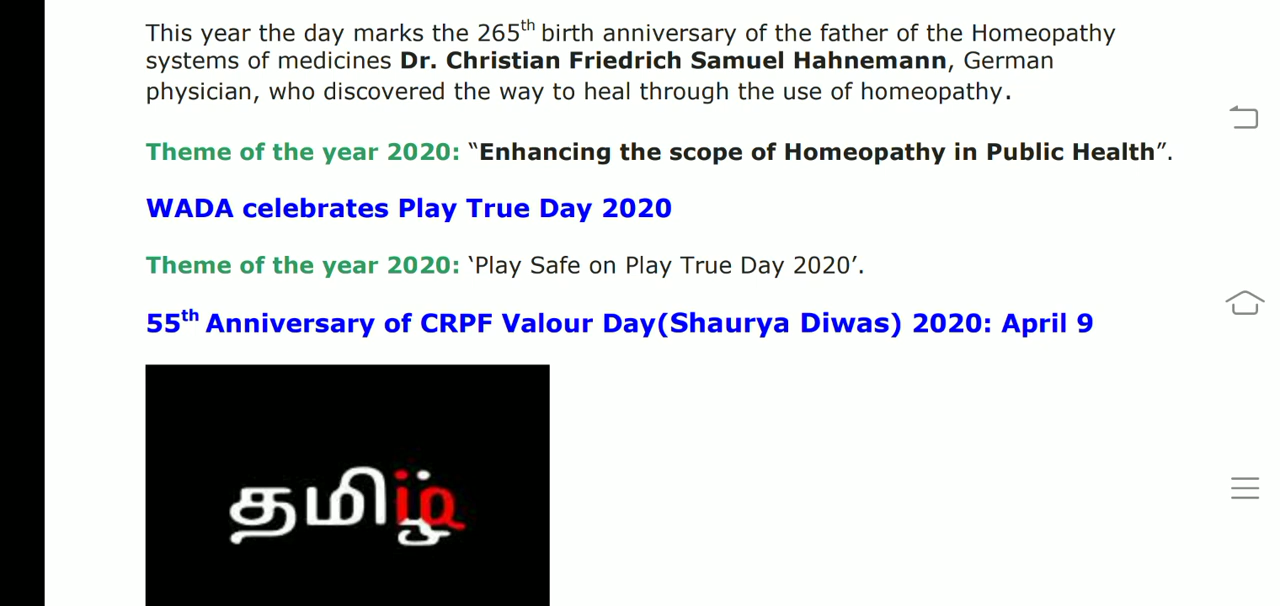 This year the day marks the 265th birth anniversary of the father of the Homeopathy
systems of medicines Dr. Christian Friedrich Samuel Hahnemann, German
physician, who discovered the way to heal through the use of homeopathy.
Theme of the year 2020: “Enhancing the scope of Homeopathy in Public Health”.
WADA celebrates Play True Day 2020
Theme of the year 2020: ‘Play Safe on Play True Day 2020’.
55th Anniversary of CRPF Valour Day(Shaurya Diwas) 2020: April 9
தமிழ்